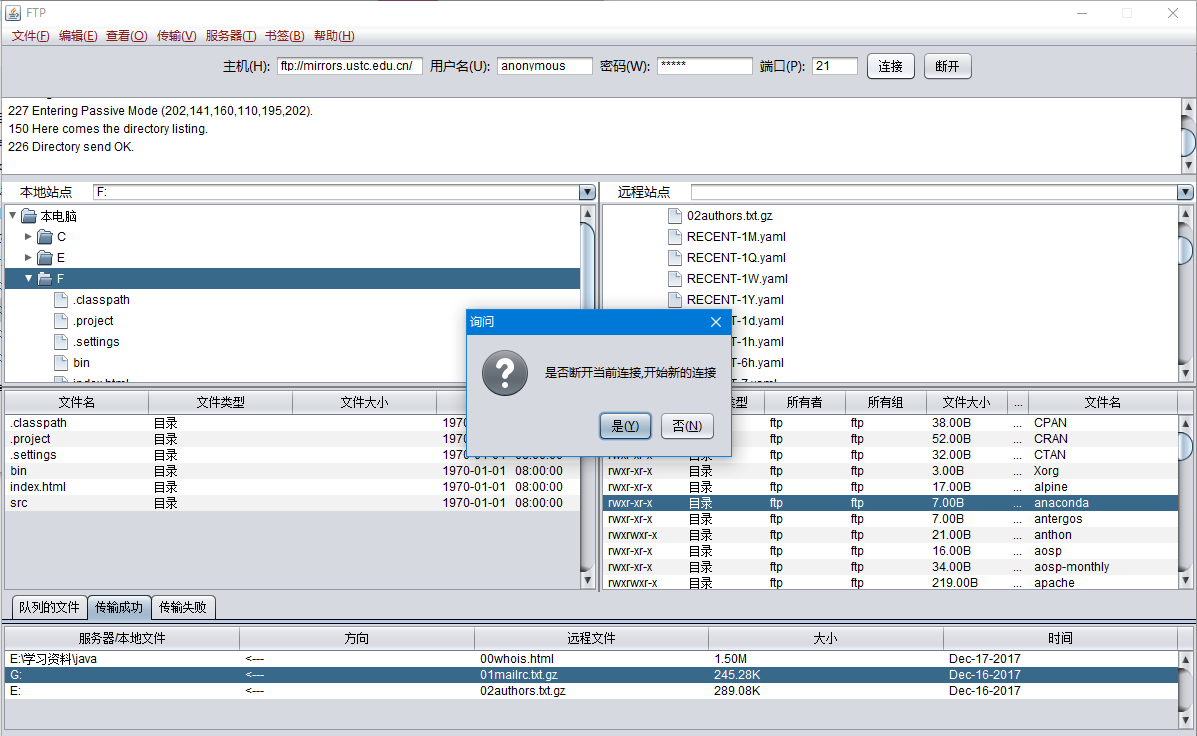 FTP
文件(F) 编辑(E) 查看(O) 传输(V) 服务器(T) 书签(B) 帮助(H)
主机(H): ftp://mirrors.ustc.edu.cn/ 用户名(U): anonymous 密码(W): ***** 端口(P): 21 连接 断开
227 Entering Passive Mode (202,141,160,110,195,202).
150 Here comes the directory listing.
226 Directory send OK.
本地站点 F:
本电脑
C
E
F
.classpath
.project
.settings
bin
index.html
远程站点
02authors.txt.gz
RECENT-1M.yaml
RECENT-1Q.yaml
RECENT-1W.yaml
RECENT-1Y.yaml
T-1d.yaml
T-1h.yaml
T-6h.yaml
询问
是否断开当前连接,开始新的连接
是(Y) 否(N)
文件名 文件类型 文件大小
.classpath 目录 1970
.project 目录 1970
.settings 目录 1970-01-01 08:00:00
bin 目录 1970-01-01 08:00:00
index.html 目录 1970-01-01 08:00:00
src 目录 1970-01-01 08:00:00
类型 所有者 所有组 文件大小 ... 文件名
ftp ftp 38.00B ... CPAN
ftp ftp 52.00B ... CRAN
rwxr-xr-x 目录 ftp ftp 32.00B ... CTAN
rwxr-xr-x 目录 ftp ftp 3.00B ... Xorg
rwxr-xr-x 目录 ftp ftp 17.00B ... alpine
rwxr-xr-x 目录 ftp ftp 7.00B ... anaconda
rwxr-xr-x 目录 ftp ftp 7.00B ... antergos
rwxrwxr-x 目录 ftp ftp 21.00B ... anthon
rwxr-xr-x 目录 ftp ftp 16.00B ... aosp
rwxr-xr-x 目录 ftp ftp 34.00B ... aosp-monthly
rwxrwxr-x 目录 ftp ftp 219.00B ... apache
队列的文件 传输成功 传输失败
服务器/本地文件 方向 远程文件 大小 时间
E:\学习资料\java <--- 00whois.html 1.50M Dec-17-2017
G: <--- 01mailrc.txt.gz 245.28K Dec-16-2017
E: <--- 02authors.txt.gz 289.08K Dec-16-2017